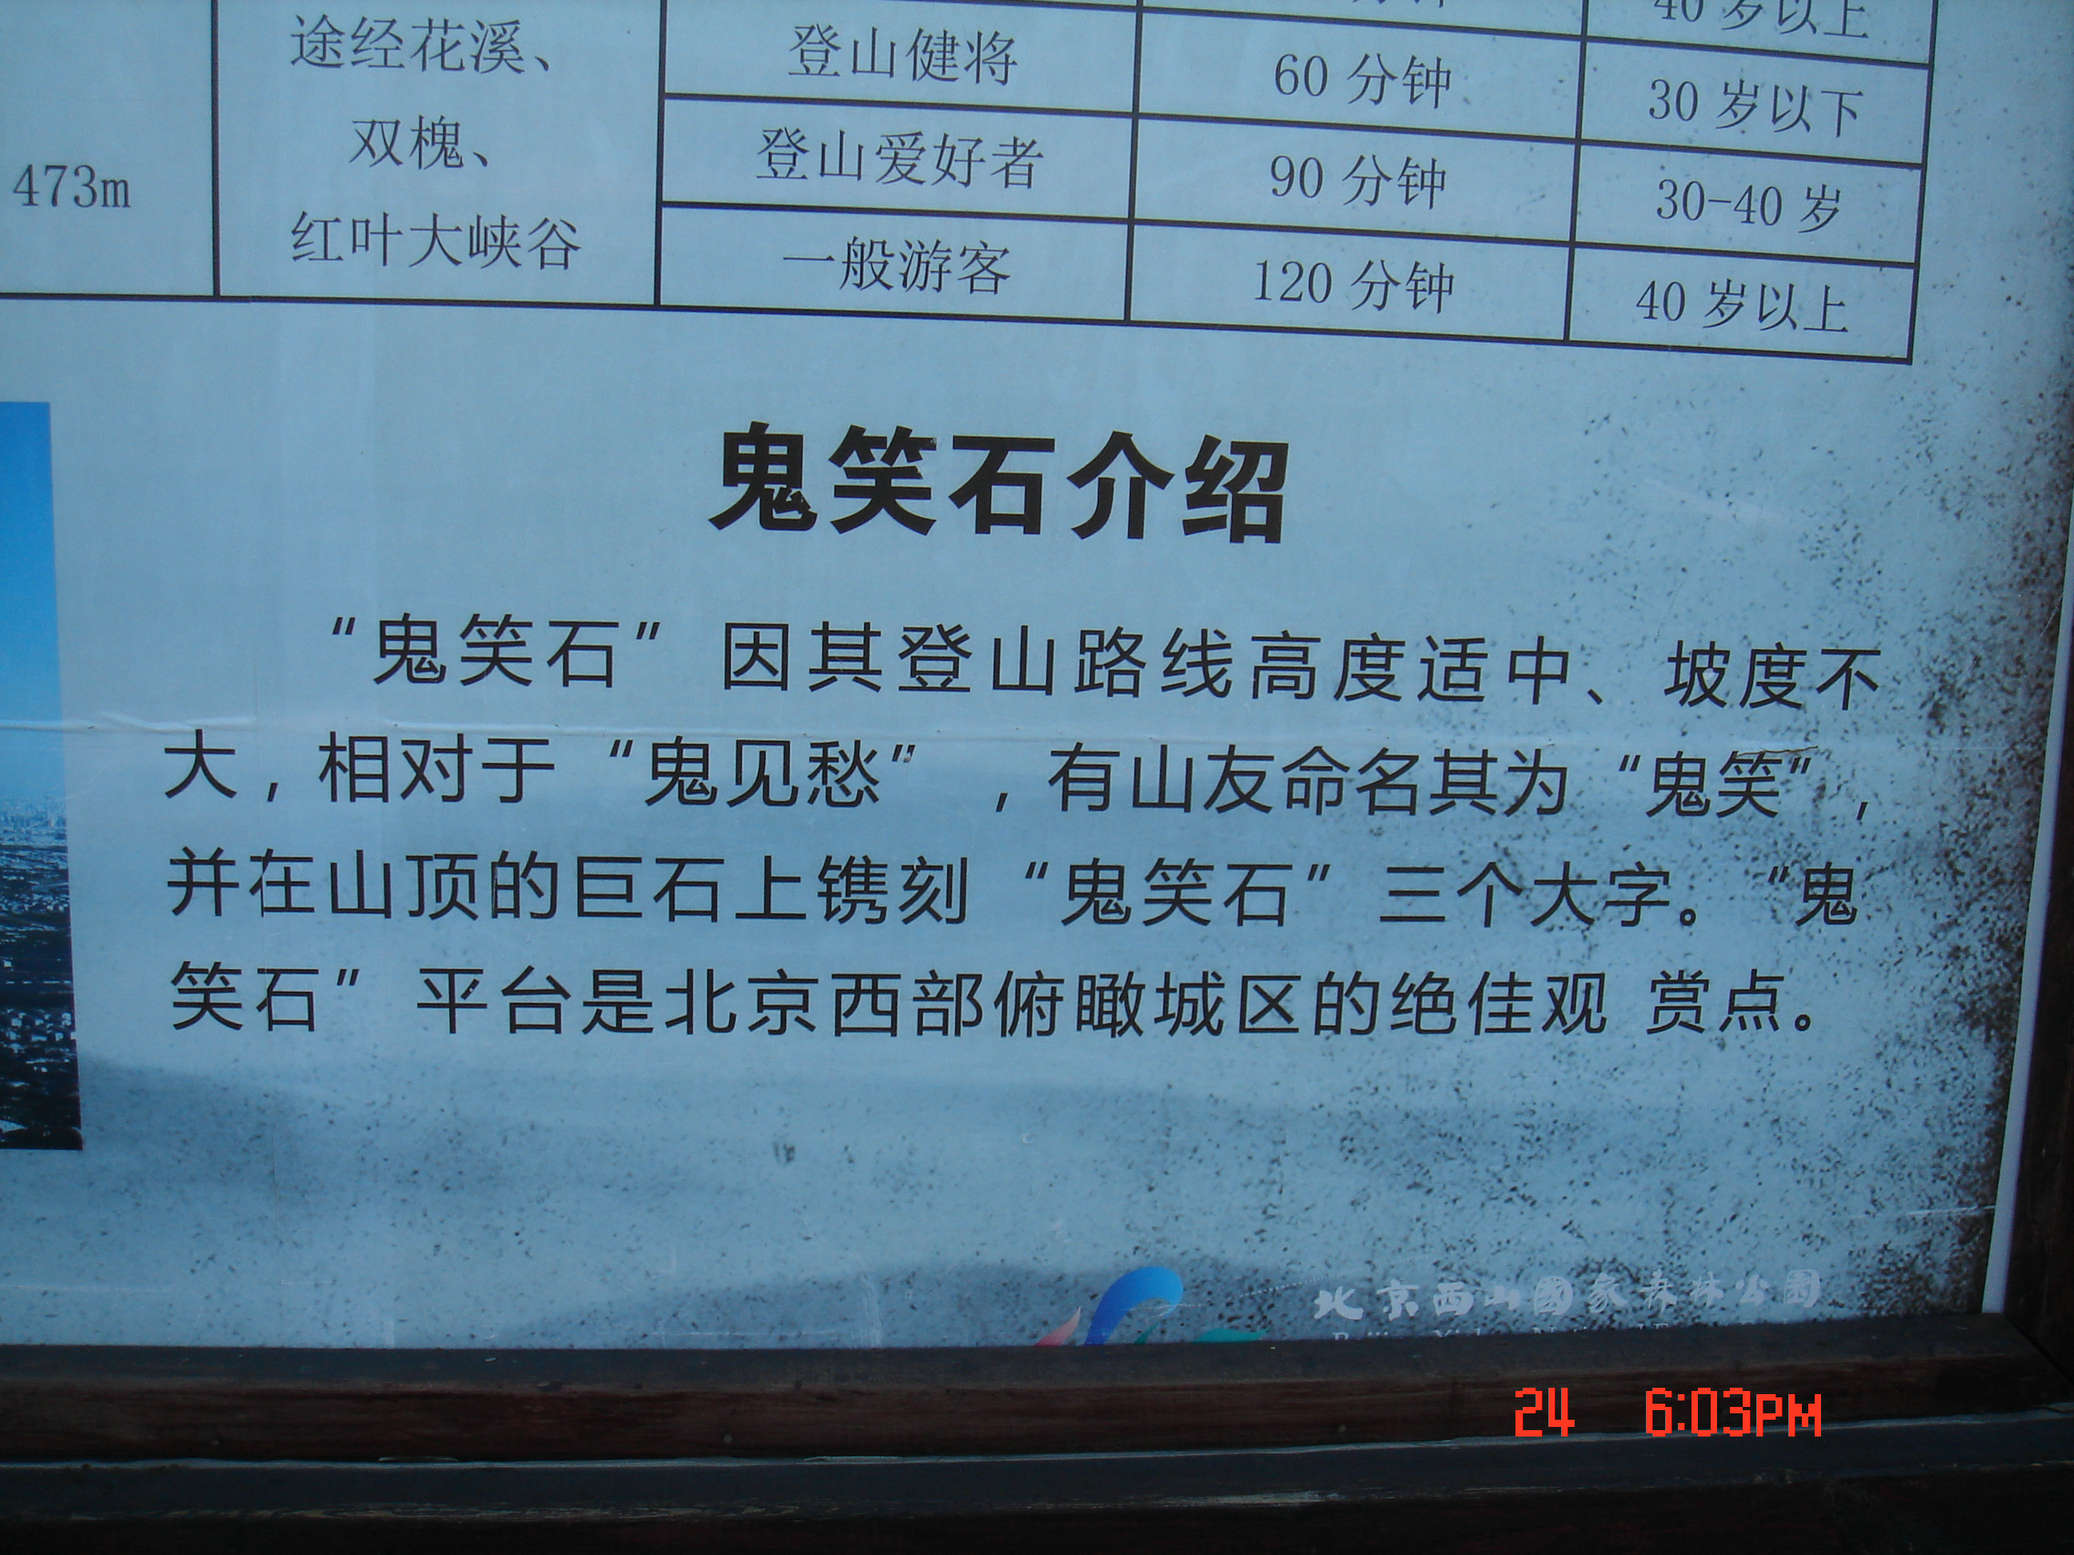 40 岁以上
途经花溪、
双槐、
红叶大峡谷
473m
登山健将 60 分钟 30 岁以下
登山爱好者 90 分钟 30-40 岁
一般游客 120 分钟 40 岁以上
鬼笑石介绍
“鬼笑石”因其登山路线高度适中、坡度不
大，相对于“鬼见愁”，有山友命名其为“鬼笑”，
并在山顶的巨石上镌刻“鬼笑石”三个大字。“鬼
笑石”平台是北京西部俯瞰城区的绝佳观 赏点。
北京西山國家森林公園
24 6:03PM